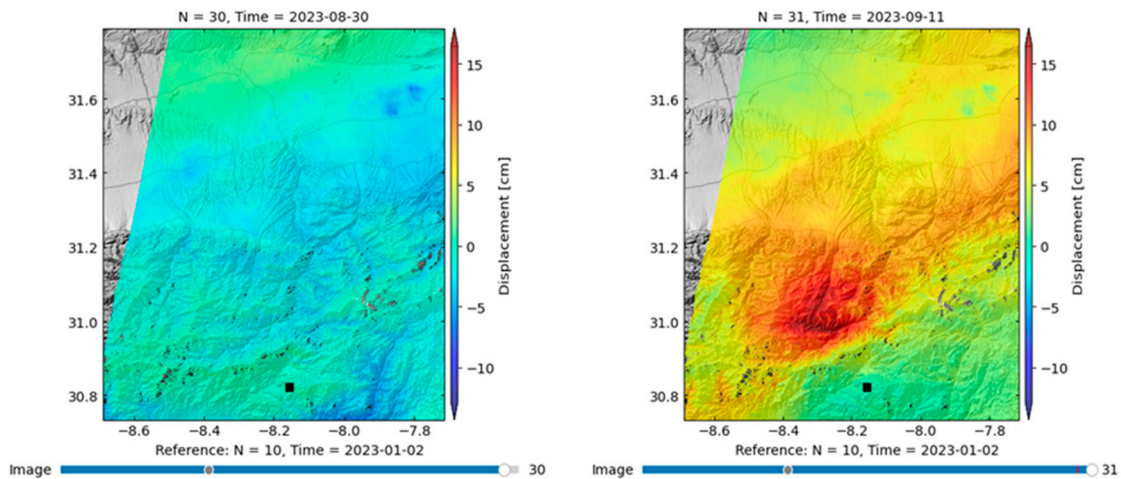 N = 30, Time = 2023-08-30
31.6
31.4
31.2
31.0
30.8
−8.6 −8.4 −8.2 −8.0 −7.8
15
10
5
0
−5
−10
Displacement [cm]
Reference: N = 10, Time = 2023-01-02
Image 30
N = 31, Time = 2023-09-11
31.6
31.4
31.2
31.0
30.8
−8.6 −8.4 −8.2 −8.0 −7.8
15
10
5
0
−5
−10
Displacement [cm]
Reference: N = 10, Time = 2023-01-02
Image 31